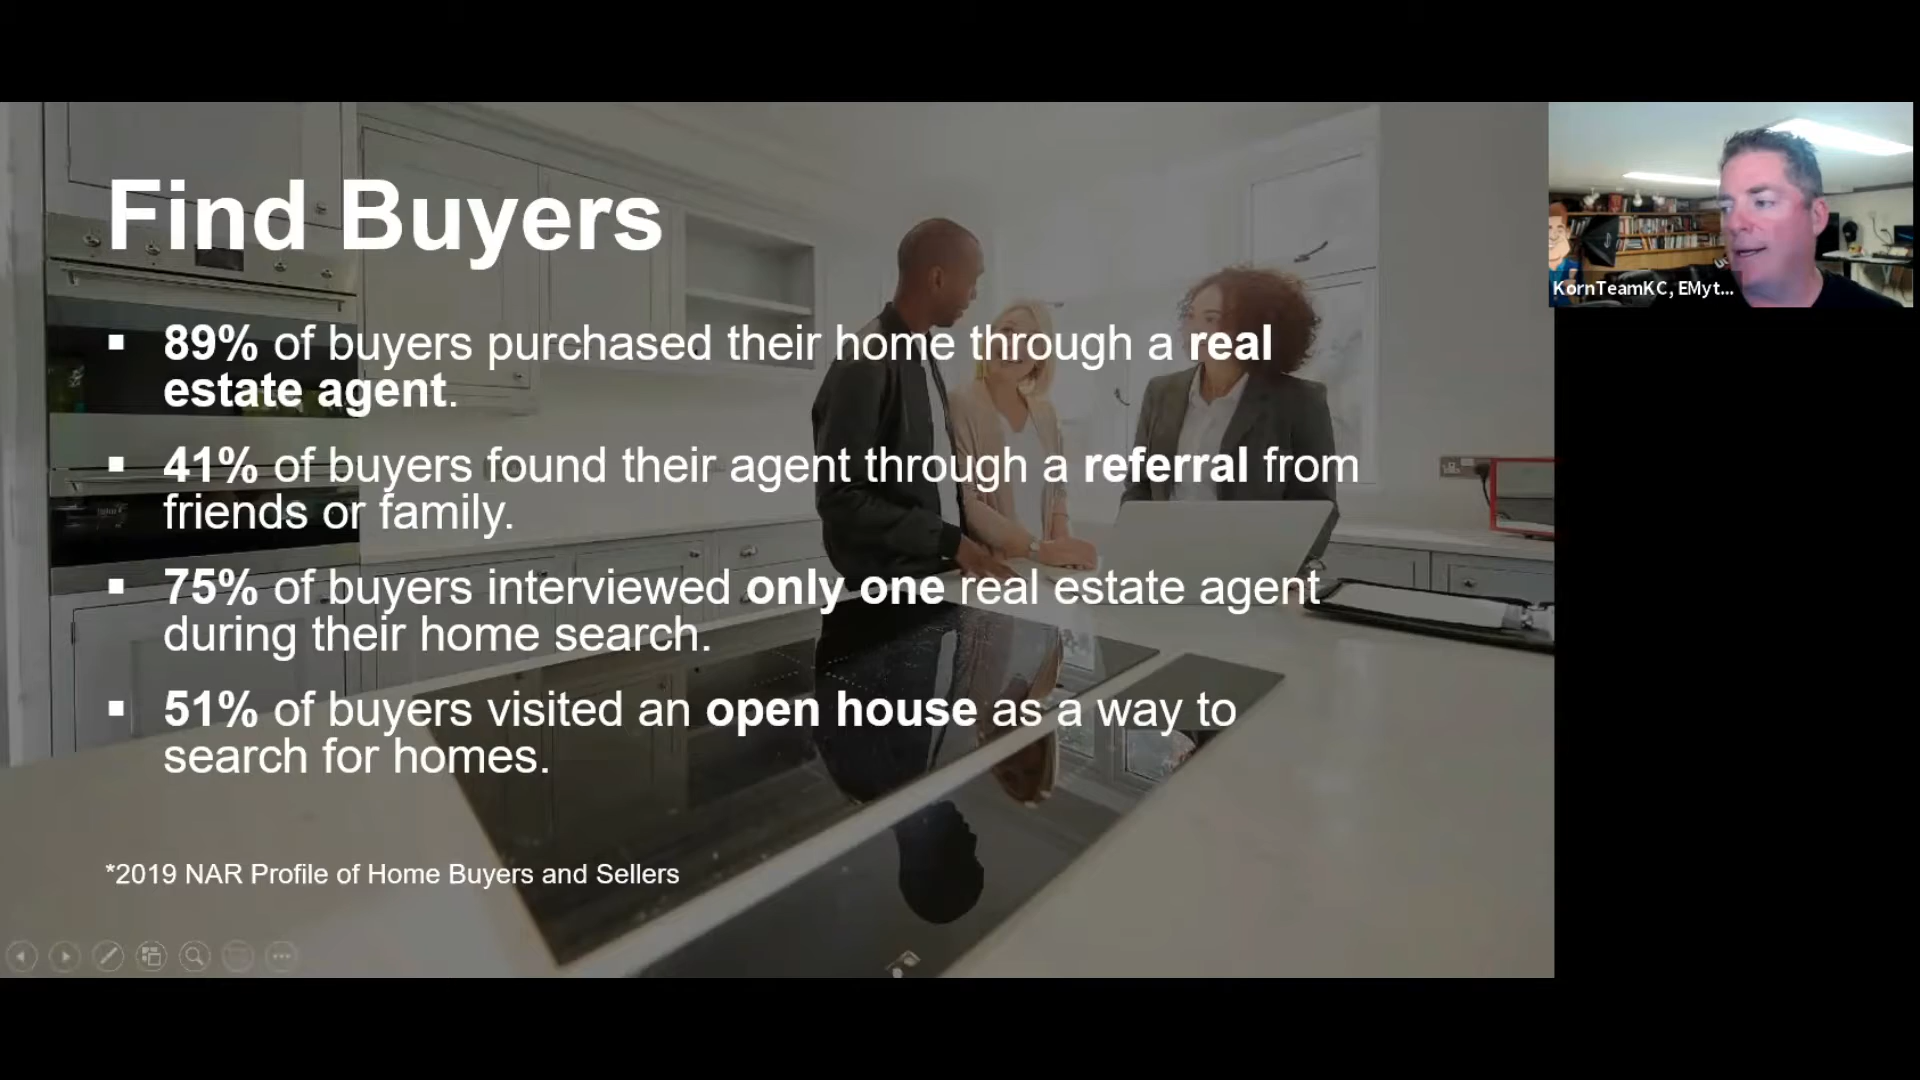 Find Buyers
89% of buyers purchased their home through a real
estate agent.
41% of buyers found their agent through a referral from
friends or family.
75% of buyers interviewed only one real estate agent
during their home search.
51% of buyers visited an open house as a way to
search for homes.
*2019 NAR Profile of Home Buyers and Sellers
KornTeamKC, EMyt...